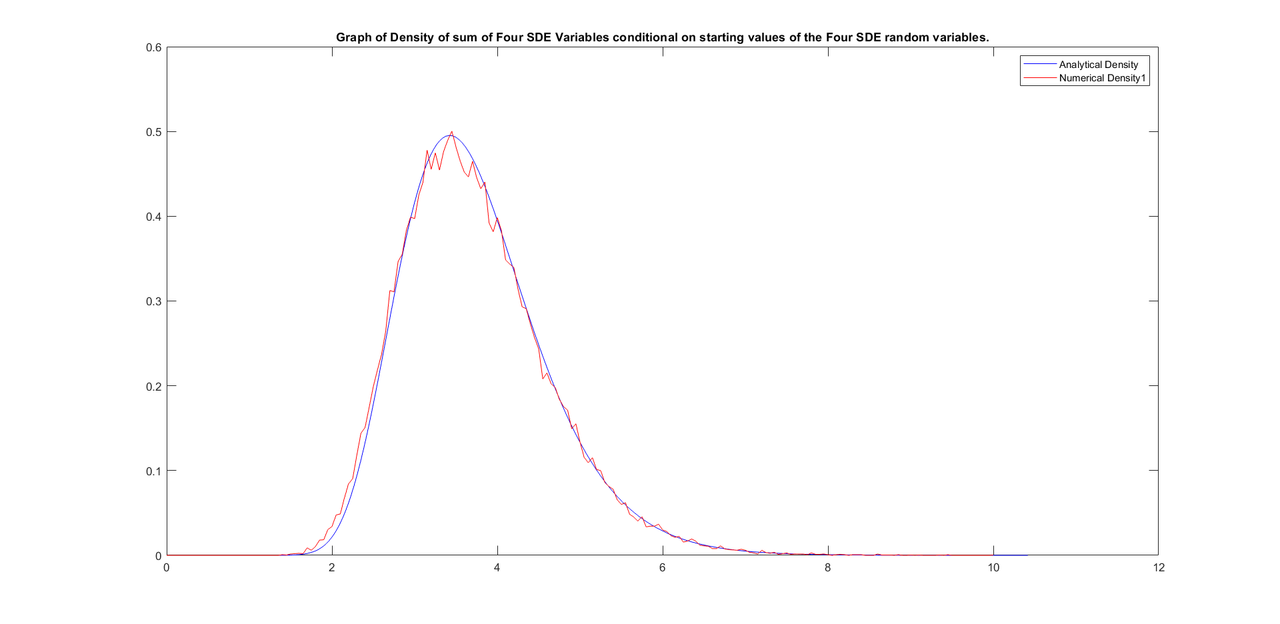 Graph of Density of sum of Four SDE Variables conditional on starting values of the Four SDE random variables.
Analytical Density
Numerical Density1
0.6
0.5
0.4
0.3
0.2
0.1
0
0 2 4 6 8 10 12